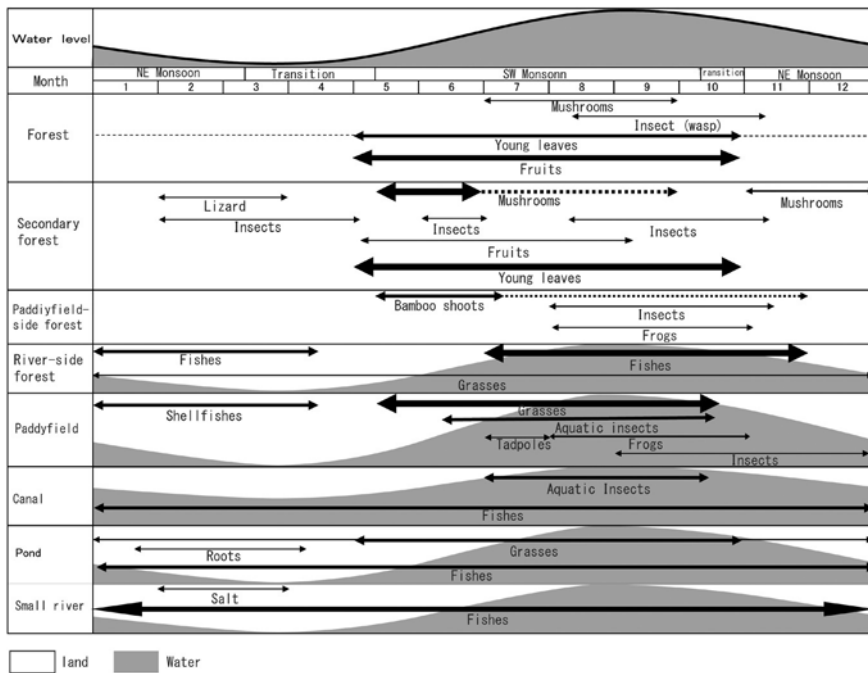 Water level
Month
NE Monsoon Transition SW Monsonn Transition NE Monsoon
1 2 3 4 5 6 7 8 9 10 11 12
Forest
Mushrooms
Insect (wasp)
Young leaves
Fruits
Secondary
forest
Lizard
Mushrooms
Mushrooms
Insects
Insects
Insects
Fruits
Young leaves
Paddiyfield-
side forest
Bamboo shoots
Insects
Frogs
River-side
forest
Fishes
Fishes
Grasses
Paddyfield
Shellfishes
Grasses
Aquatic insects
Tadpoles
Frogs
Insects
Canal
Aquatic Insects
Fishes
Pond
Roots
Grasses
Fishes
Small river
Salt
Fishes
land Water